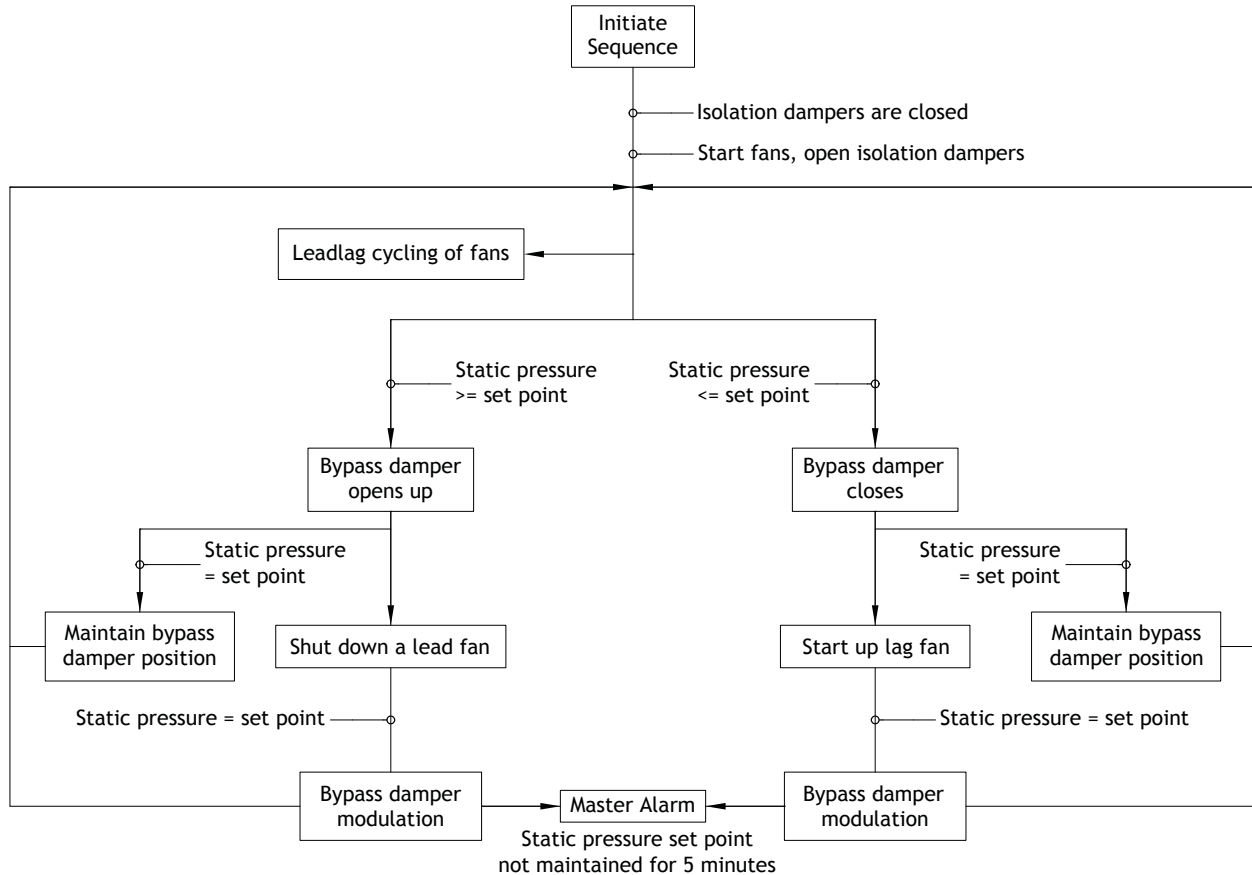 Initiate
Sequence
Isolation dampers are closed
Start fans, open isolation dampers
Leadlag cycling of fans
Static pressure
>= set point
Static pressure
<= set point
Bypass damper
opens up
Bypass damper
closes
Static pressure
= set point
Static pressure
= set point
Maintain bypass
damper position
Shut down a lead fan
Start up lag fan
Maintain bypass
damper position
Static pressure = set point
Static pressure = set point
Bypass damper
modulation
Master Alarm
Bypass damper
modulation
Static pressure set point
not maintained for 5 minutes